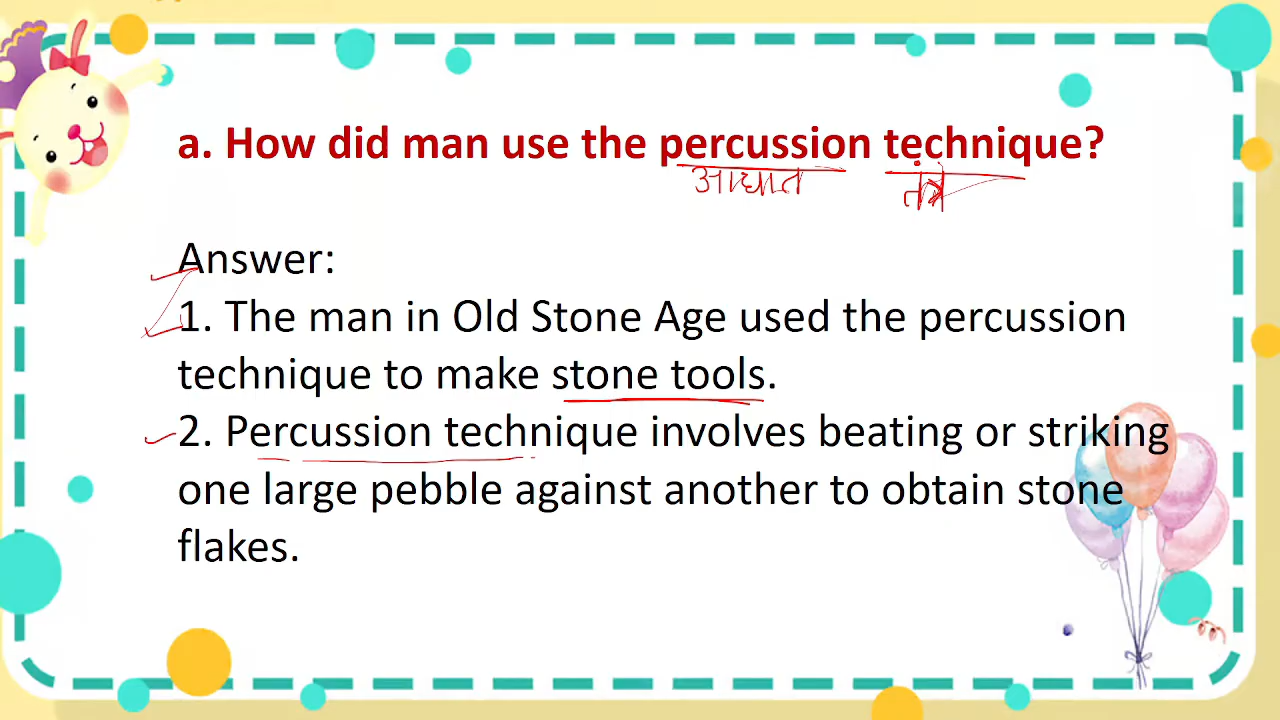 a. How did man use the percussion technique?
आघात तंत्र
Answer:
1. The man in Old Stone Age used the percussion
technique to make stone tools.
2. Percussion technique involves beating or striking
one large pebble against another to obtain stone
flakes.